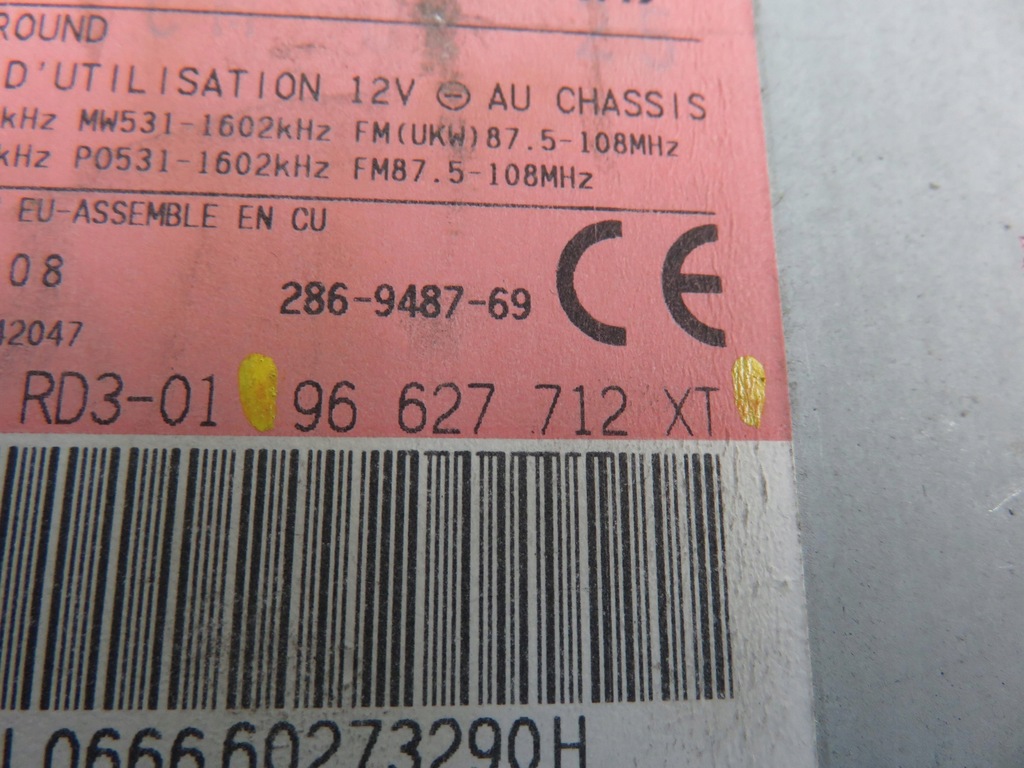 ROUND
D'UTILISATION 12V ⊖ AU CHASSIS
kHz MW531-1602kHz FM(UKW)87.5-108MHz
kHz PO531-1602kHz FM87.5-108MHz
EU-ASSEMBLE EN CU
08
286-9487-69
CE
42047
RD3-01 96 627 712 XT
L066660273290H